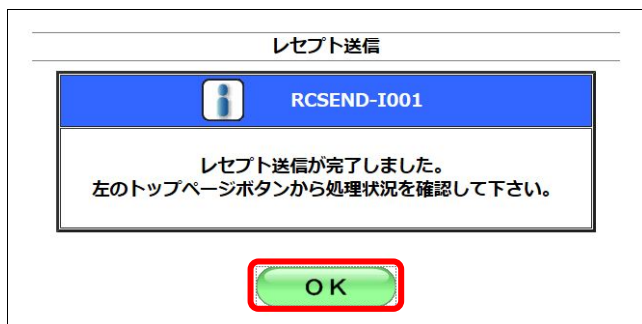 レセプト送信
RCSEND-I001
レセプト送信が完了しました。
左のトップページボタンから処理状況を確認して下さい。
OK